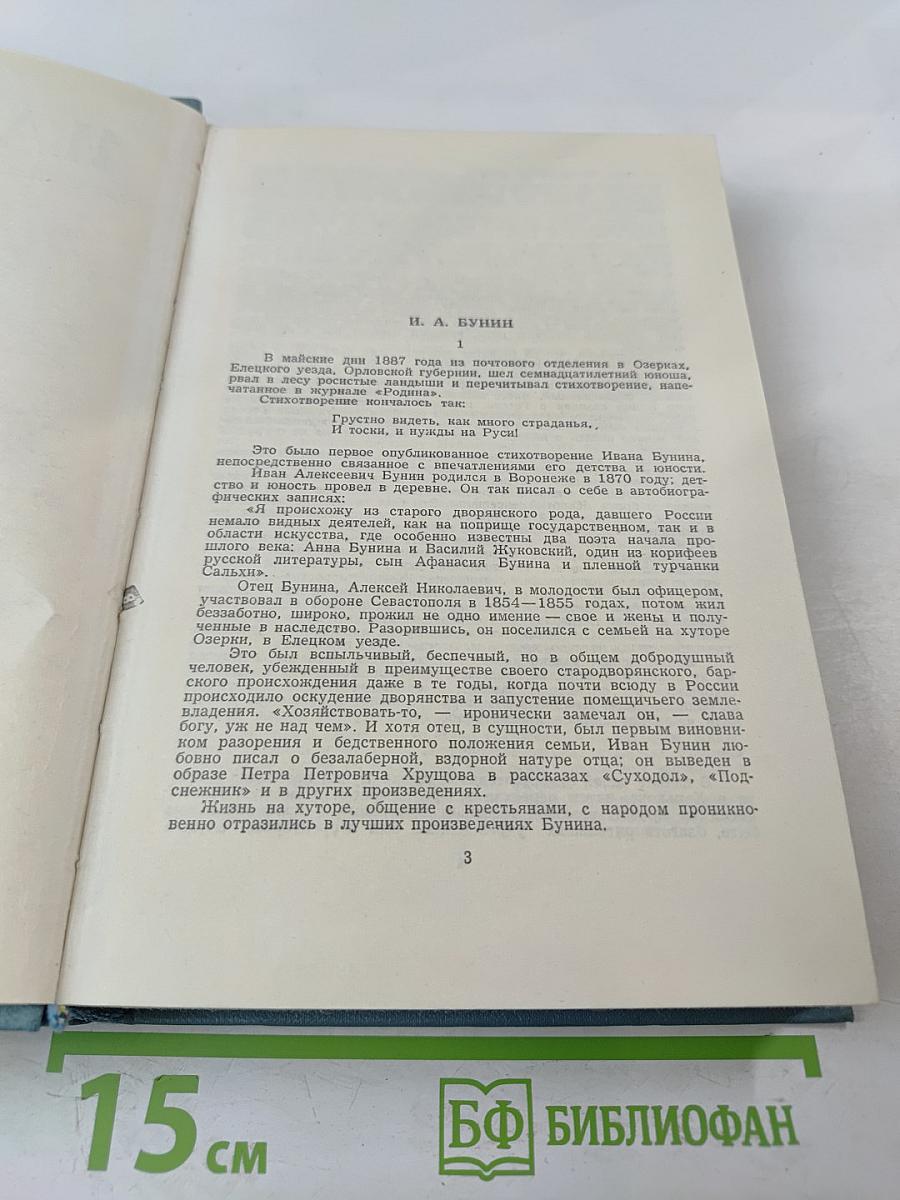 И. А. БУНИН
1
В майские дни 1887 года из почтового отделения в Озерках,
Елецкого уезда, Орловской губернии, шел семнадцатилетний юноша,
рвал в лесу росистые ландыши и перечитывал стихотворение, напе-
чатанное в журнале «Родина».
Стихотворение кончалось так:
Грустно видеть, как много страданья,
И тоски, и нужды на Руси!
Это было первое опубликованное стихотворение Ивана Бунина,
непосредственно связанное с впечатлениями его детства и юности.
Иван Алексеевич Бунин родился в Воронеже в 1870 году; дет-
ство и юность провел в деревне. Он так писал о себе в автобиогра-
фических записях:
«Я происхожу из старого дворянского рода, давшего России
немало видных деятелей, как на поприще государственном, так и в
области искусства, где особенно известны два поэта начала про-
шлого века: Анна Бунина и Василий Жуковский, один из корифеев
русской литературы, сын Афанасия Бунина и пленной турчанки
Сальхи».
Отец Бунина, Алексей Николаевич, в молодости был офицером,
участвовал в обороне Севастополя в 1854—1855 годах, потом жил
беззаботно, широко, прожил не одно имение — свое и жены и полу-
ченные в наследство. Разорившись, он поселился с семьей на хуторе
Озерки, в Елецком уезде.
Это был вспыльчивый, беспечный, но в общем добродушный
человек, убежденный в преимуществе своего стародворянского, бар-
ского происхождения даже в те годы, когда почти всюду в России
происходило оскудение дворянства и запустение помещичьего земле-
владения. «Хозяйствовать-то, — иронически замечал он, — слава
богу, уж не над чем». И хотя отец, в сущности, был первым виновни-
ком разорения и бедственного положения семьи, Иван Бунин лю-
бовно писал о безалаберной, вздорной натуре отца; он выведен в
образе Петра Петровича Хрущова в рассказах «Суходол», «Под-
снежник» и в других произведениях.
Жизнь на хуторе, общение с крестьянами, с народом проникно-
венно отразились в лучших произведениях Бунина.
3
15 см
БФ БИБЛИОФАН